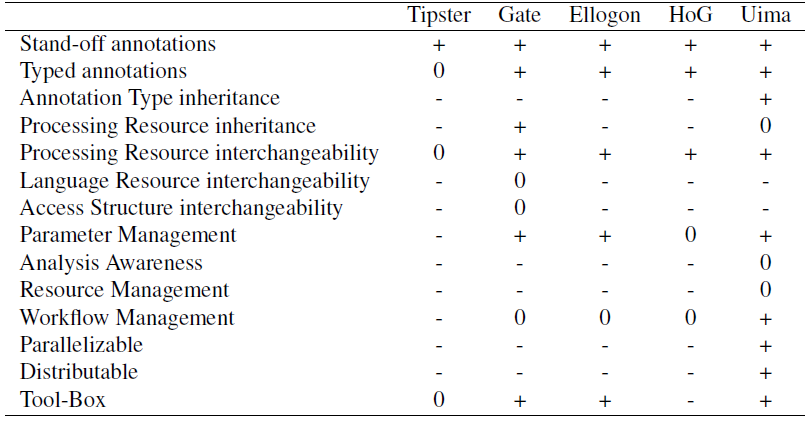 Tipster Gate Ellogon HoG Uima
Stand-off annotations + + + + +
Typed annotations 0 + + + +
Annotation Type inheritance - - - - +
Processing Resource inheritance - + - - 0
Processing Resource interchangeability 0 + + + +
Language Resource interchangeability - 0 - - -
Access Structure interchangeability - 0 - - -
Parameter Management - + + 0 +
Analysis Awareness - - - - 0
Resource Management - - - - 0
Workflow Management - 0 0 0 +
Parallelizable - - - - +
Distributable - - - - +
Tool-Box 0 + + - +